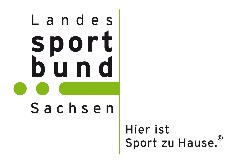 Landes
sport
bund
Sachsen
Hier ist
Sport zu Hause.®